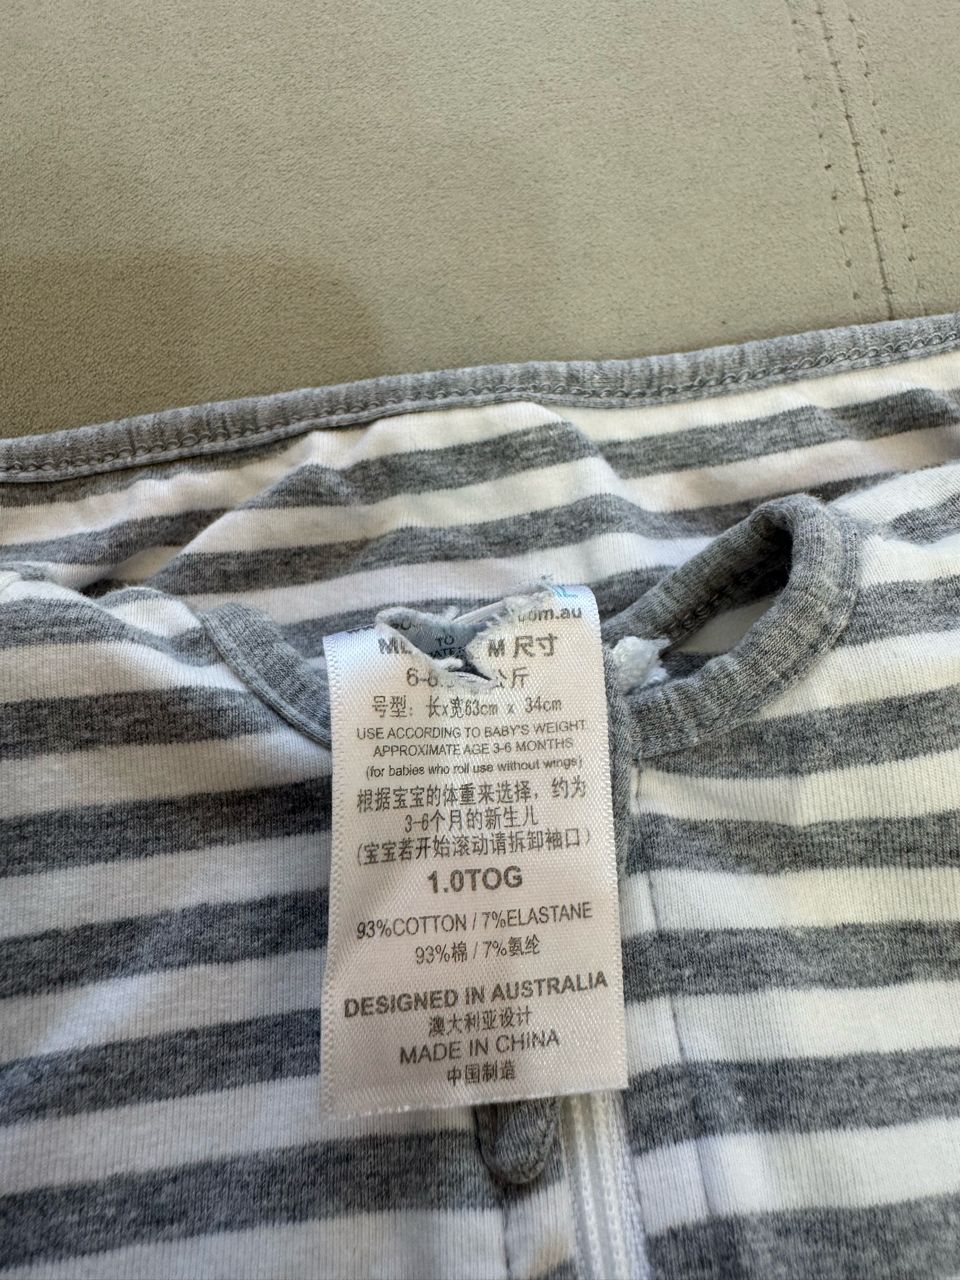 .com.au
M 尺寸
公斤
号型：长x宽63cm x 34cm
USE ACCORDING TO BABY'S WEIGHT
APPROXIMATE AGE 3-6 MONTHS
(for babies who roll use without wings)
根据宝宝的体重来选择，约为
3-6个月的新生儿
(宝宝若开始滚动请拆卸袖口)
1.0TOG
93%COTTON / 7%ELASTANE
93%棉 / 7%氨纶
DESIGNED IN AUSTRALIA
澳大利亚设计
MADE IN CHINA
中国制造